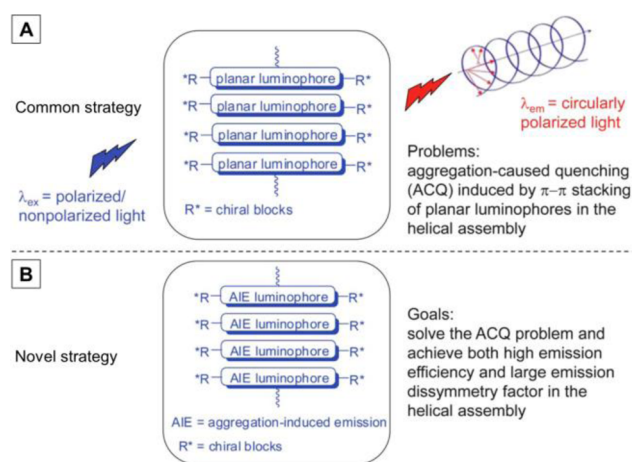 A
Common strategy
λex = polarized/
nonpolarized light
*R planar luminophore R*
*R planar luminophore R*
*R planar luminophore R*
*R planar luminophore R*
R* = chiral blocks
λem = circularly
polarized light
Problems:
aggregation-caused quenching
(ACQ) induced by π–π stacking
of planar luminophores in the
helical assembly
B
Novel strategy
*R AIE luminophore R*
*R AIE luminophore R*
*R AIE luminophore R*
*R AIE luminophore R*
AIE = aggregation-induced emission
R* = chiral blocks
Goals:
solve the ACQ problem and
achieve both high emission
efficiency and large emission
dissymmetry factor in the
helical assembly